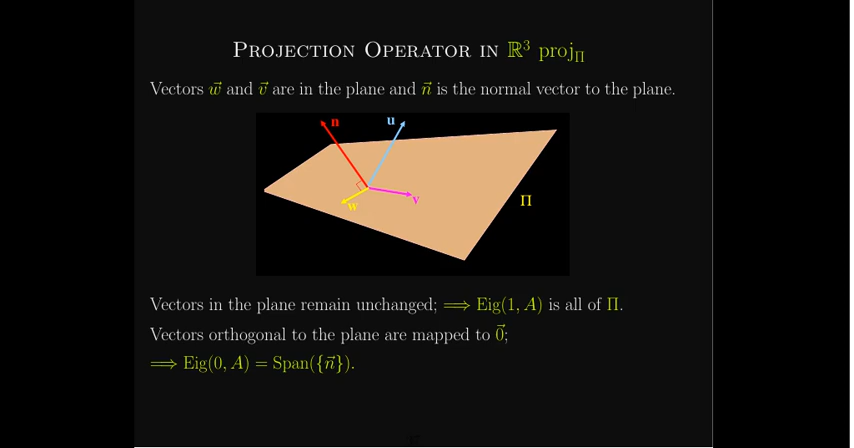 Projection Operator in ℝ³ proj_Π
Vectors w⃗ and v⃗ are in the plane and n⃗ is the normal vector to the plane.
n
u
w
v
Π
Vectors in the plane remain unchanged; ⟹ Eig(1, A) is all of Π.
Vectors orthogonal to the plane are mapped to 0⃗;
⟹ Eig(0, A) = Span({n⃗}).